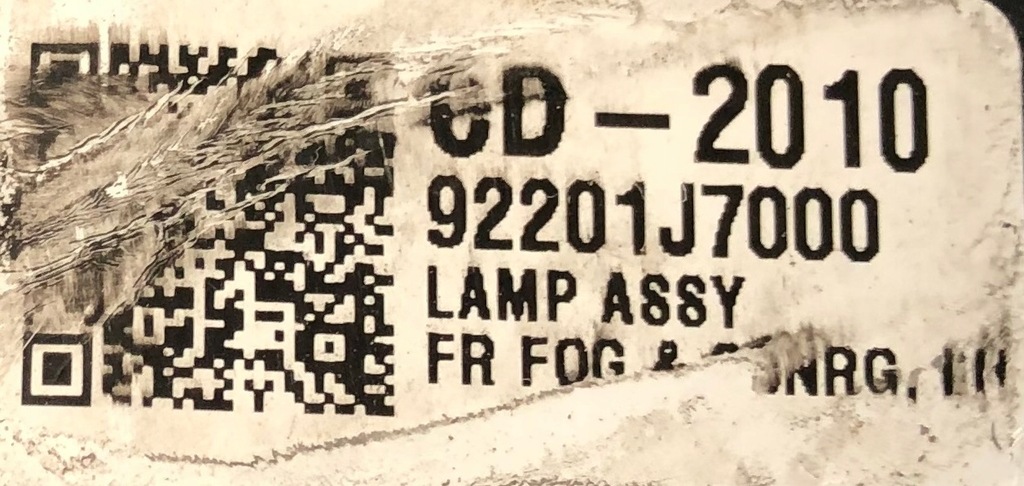 CD-2010
92201J7000
LAMP ASSY
FR FOG &